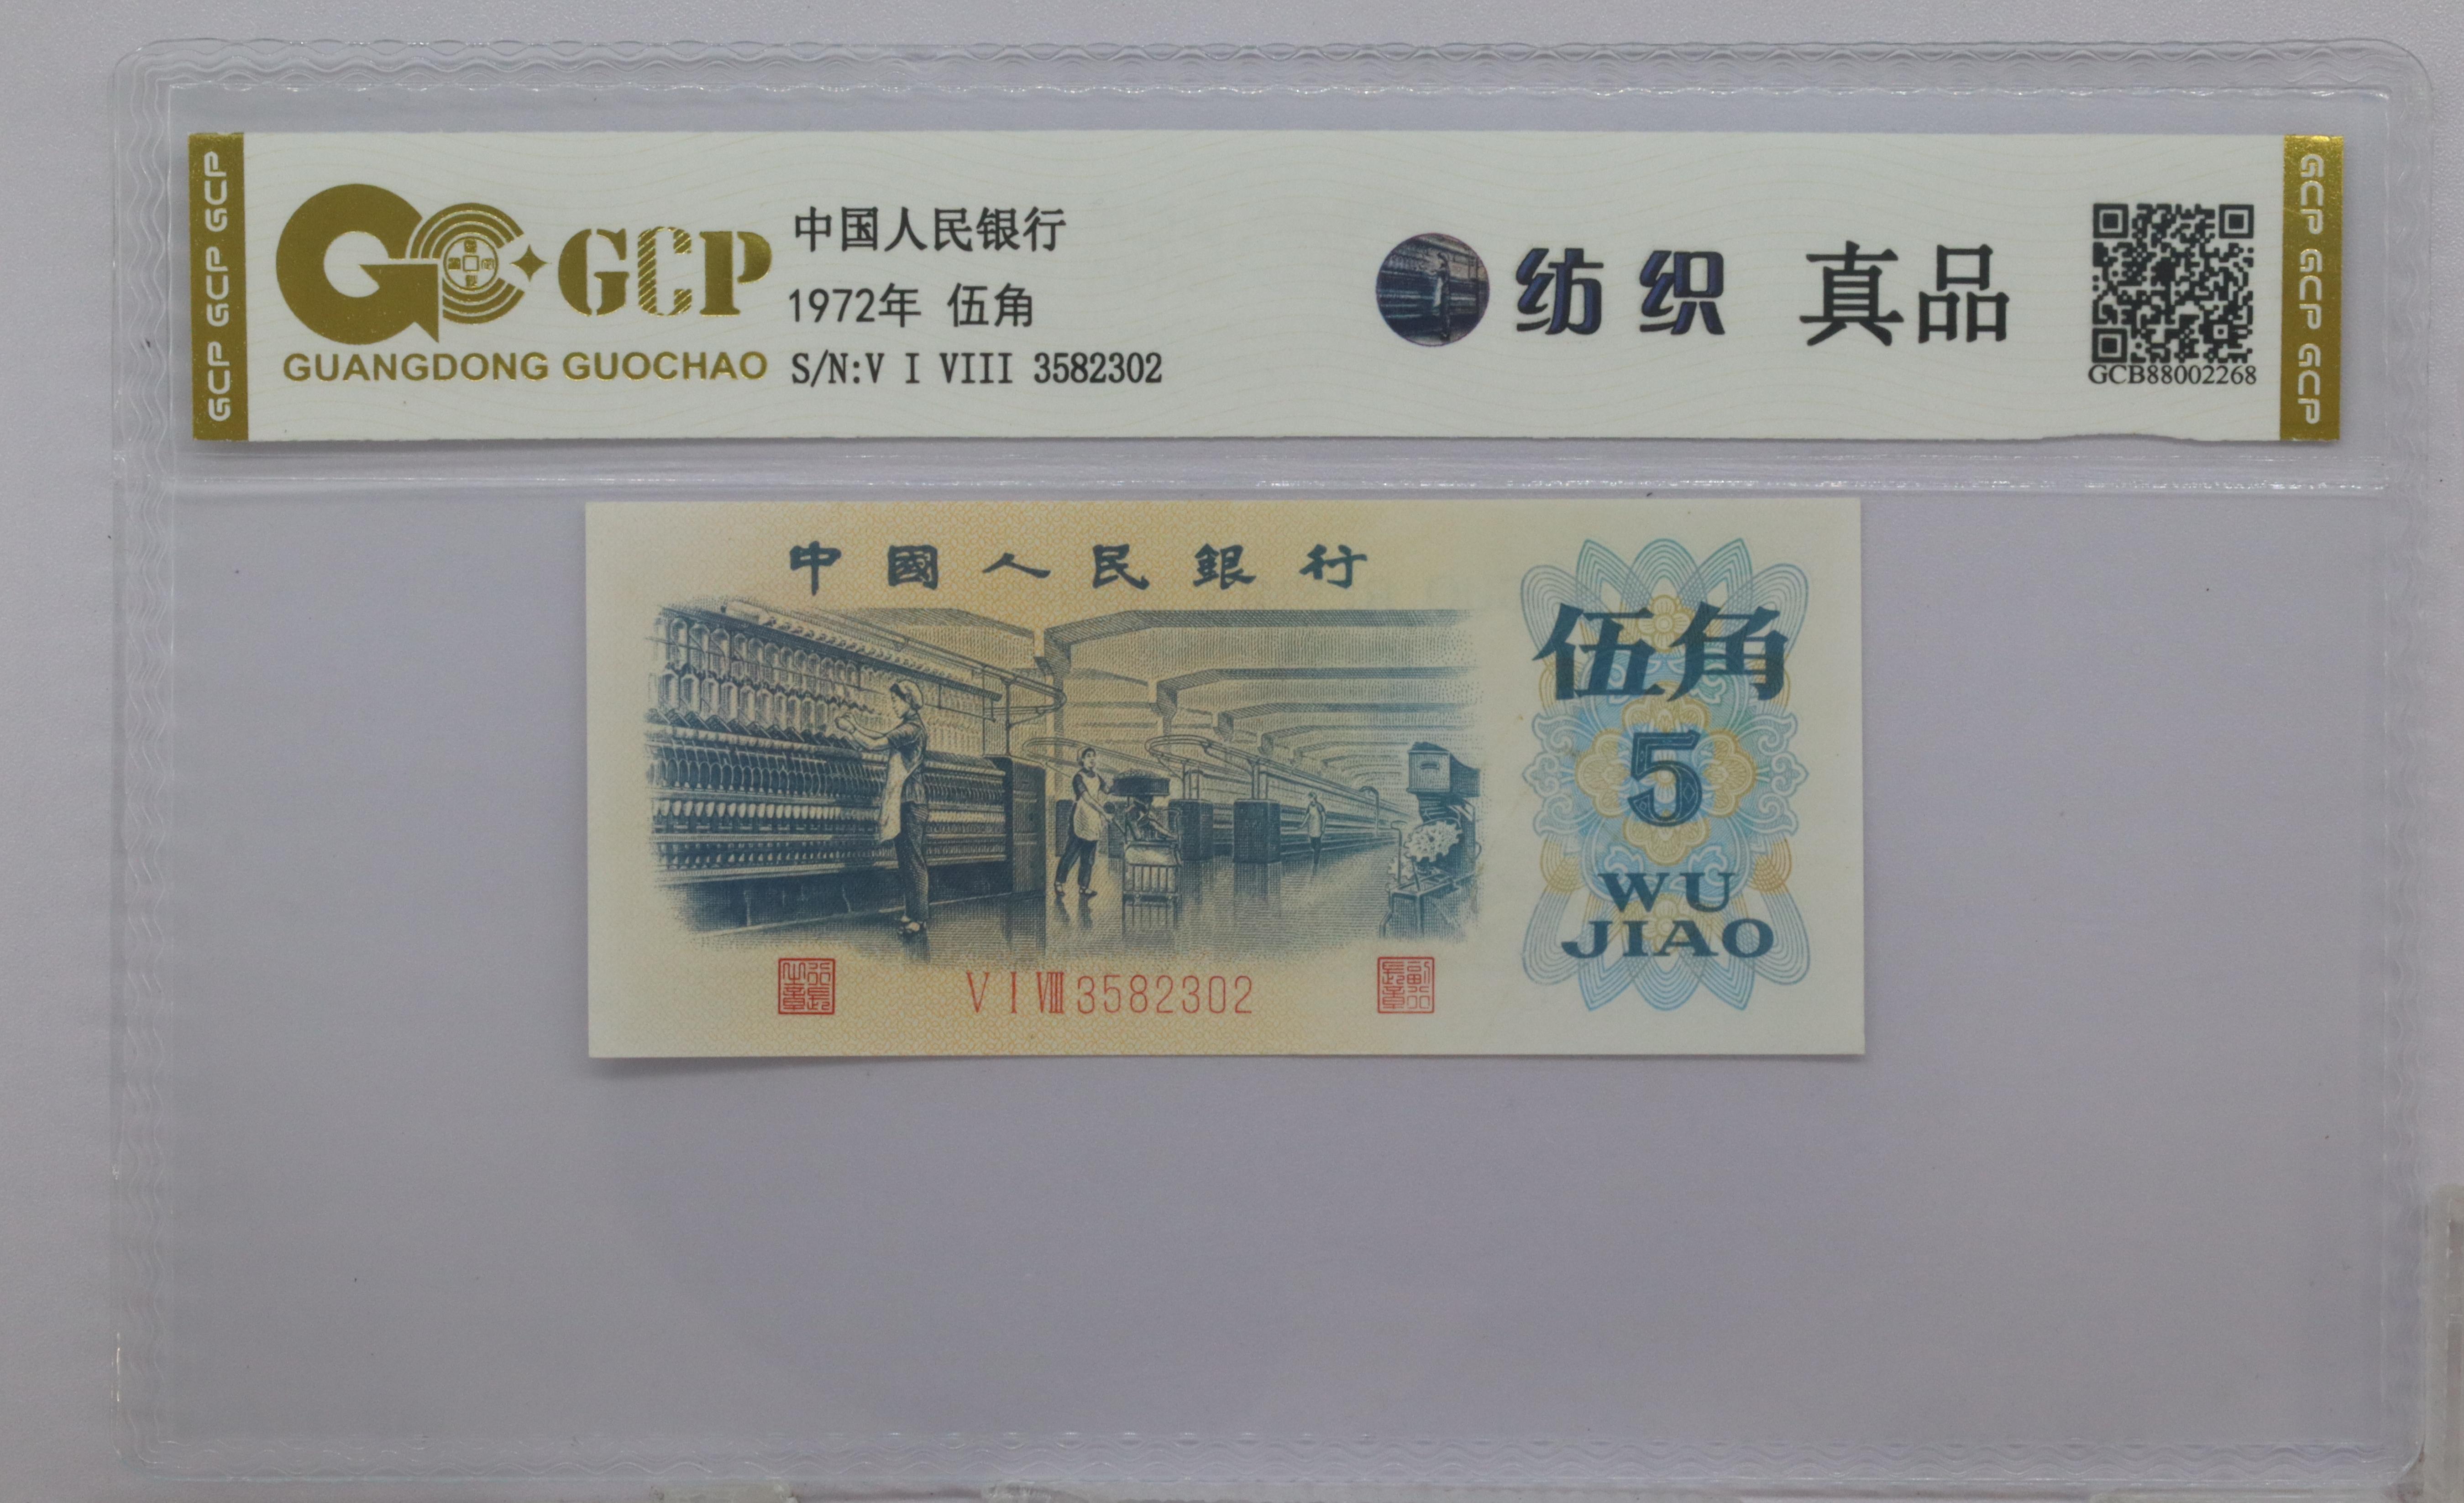 GCP GCP GCP
GCP
GUANGDONG GUOCHAO
中国人民银行
1972年 伍角
S/N:V I VIII 3582302
纺织 真品
GCB88002268
GCP GCP GCP
中國人民銀行
伍角
5
WU
JIAO
V I VIII 3582302